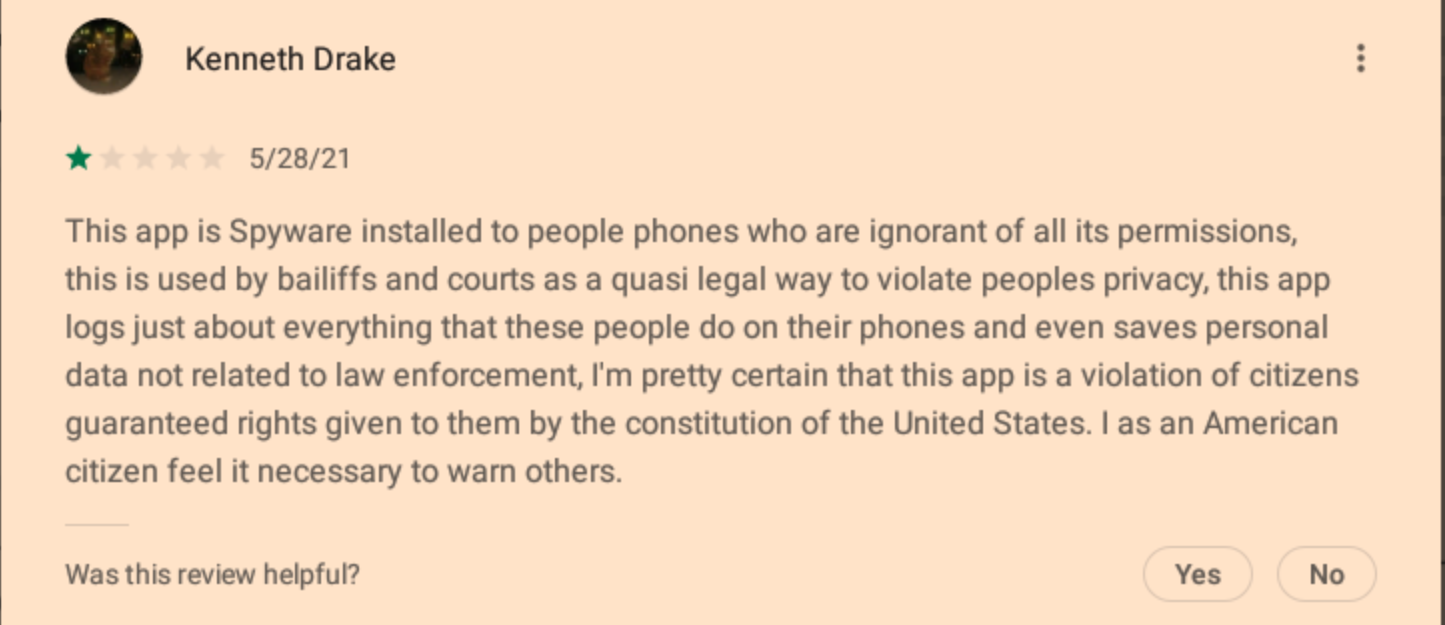 Kenneth Drake
5/28/21
This app is Spyware installed to people phones who are ignorant of all its permissions,
this is used by bailiffs and courts as a quasi legal way to violate peoples privacy, this app
logs just about everything that these people do on their phones and even saves personal
data not related to law enforcement, I'm pretty certain that this app is a violation of citizens
guaranteed rights given to them by the constitution of the United States. I as an American
citizen feel it necessary to warn others.
Was this review helpful?
Yes
No